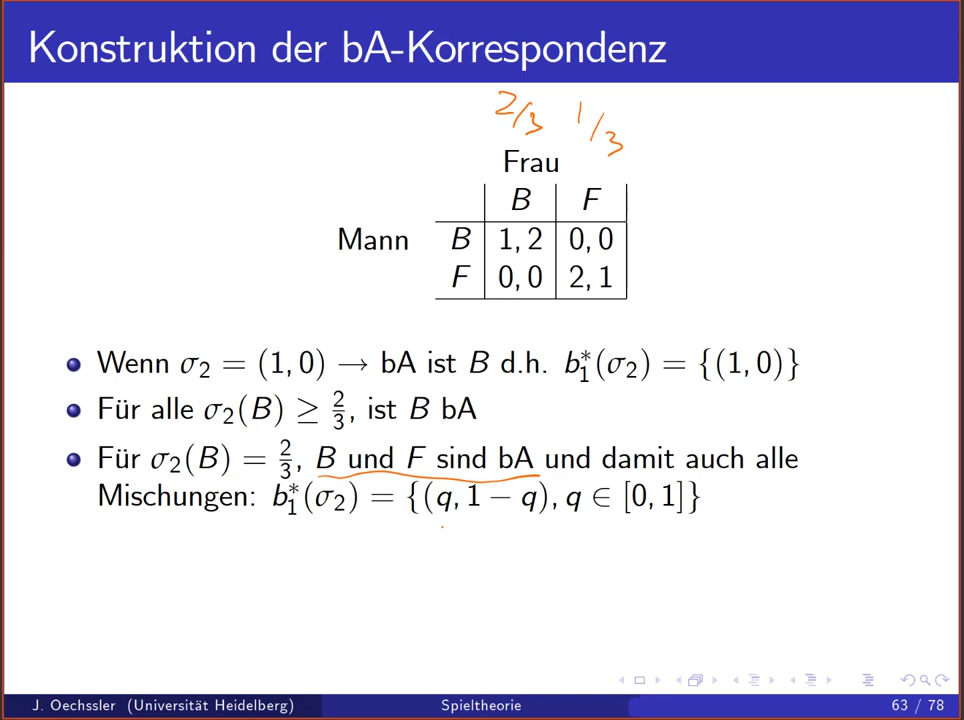 Konstruktion der bA-Korrespondenz
2/3 1/3
Frau
B F
Mann B 1, 2 0, 0
F 0, 0 2, 1
Wenn σ₂ = (1, 0) → bA ist B d.h. b₁*(σ₂) = {(1, 0)}
Für alle σ₂(B) ≥ 2/3, ist B bA
Für σ₂(B) = 2/3, B und F sind bA und damit auch alle
Mischungen: b₁*(σ₂) = {(q, 1 − q), q ∈ [0, 1]}
J. Oechssler (Universität Heidelberg) Spieltheorie 63 / 78